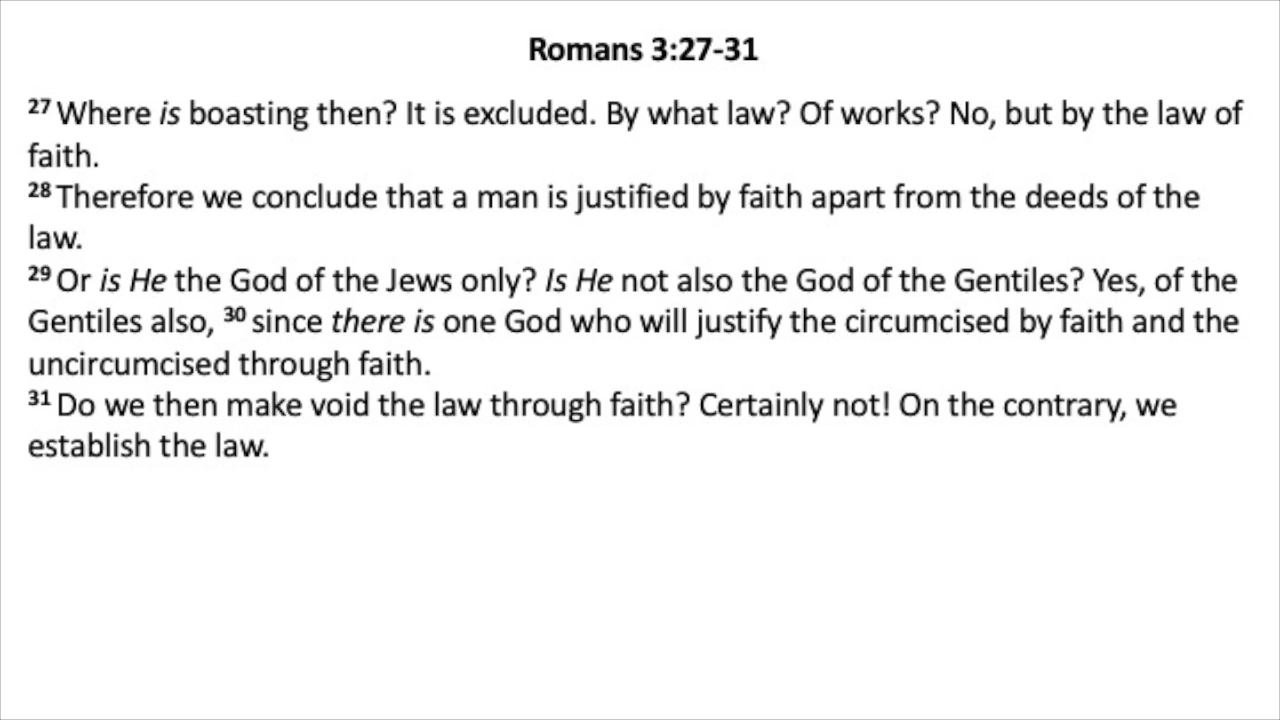 Romans 3:27-31
27 Where is boasting then? It is excluded. By what law? Of works? No, but by the law of
faith.
28 Therefore we conclude that a man is justified by faith apart from the deeds of the
law.
29 Or is He the God of the Jews only? Is He not also the God of the Gentiles? Yes, of the
Gentiles also, 30 since there is one God who will justify the circumcised by faith and the
uncircumcised through faith.
31 Do we then make void the law through faith? Certainly not! On the contrary, we
establish the law.